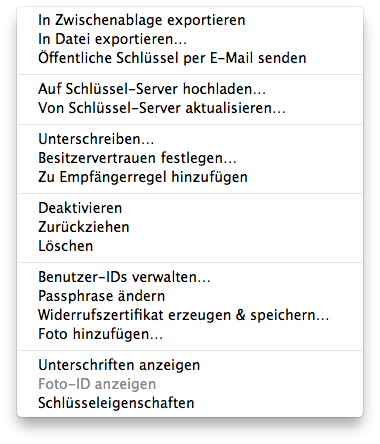 In Zwischenablage exportieren
In Datei exportieren...
Öffentliche Schlüssel per E-Mail senden
Auf Schlüssel-Server hochladen...
Von Schlüssel-Server aktualisieren...
Unterschreiben...
Besitzervertrauen festlegen...
Zu Empfängerregel hinzufügen
Deaktivieren
Zurückziehen
Löschen
Benutzer-IDs verwalten...
Passphrase ändern
Widerrufszertifikat erzeugen & speichern...
Foto hinzufügen...
Unterschriften anzeigen
Foto-ID anzeigen
Schlüsseleigenschaften